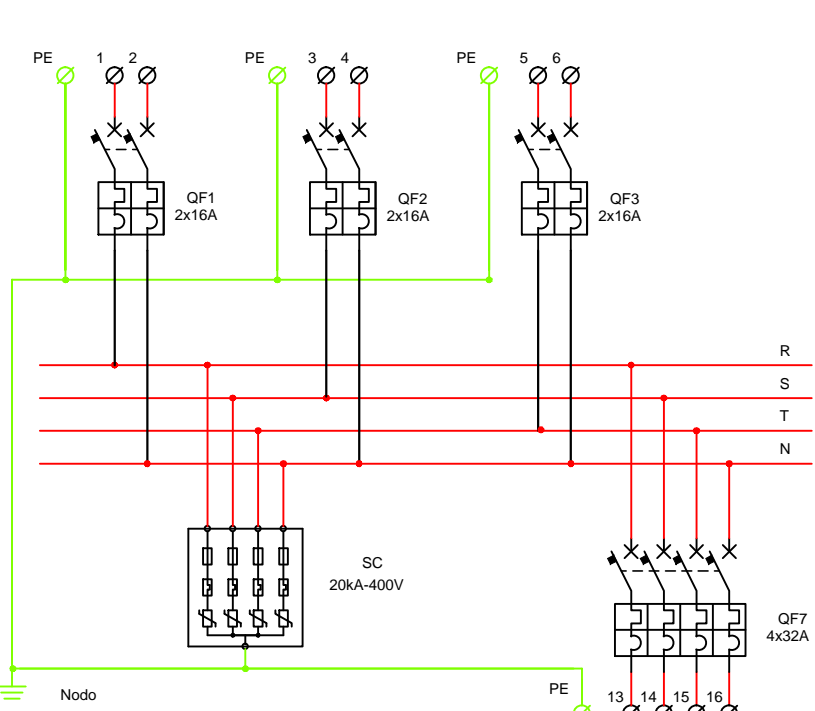 PE 1 2 PE 3 4 PE 5 6
QF1
2x16A
QF2
2x16A
QF3
2x16A
R
S
T
N
SC
20kA-400V
QF7
4x32A
Nodo
PE 13 14 15 16